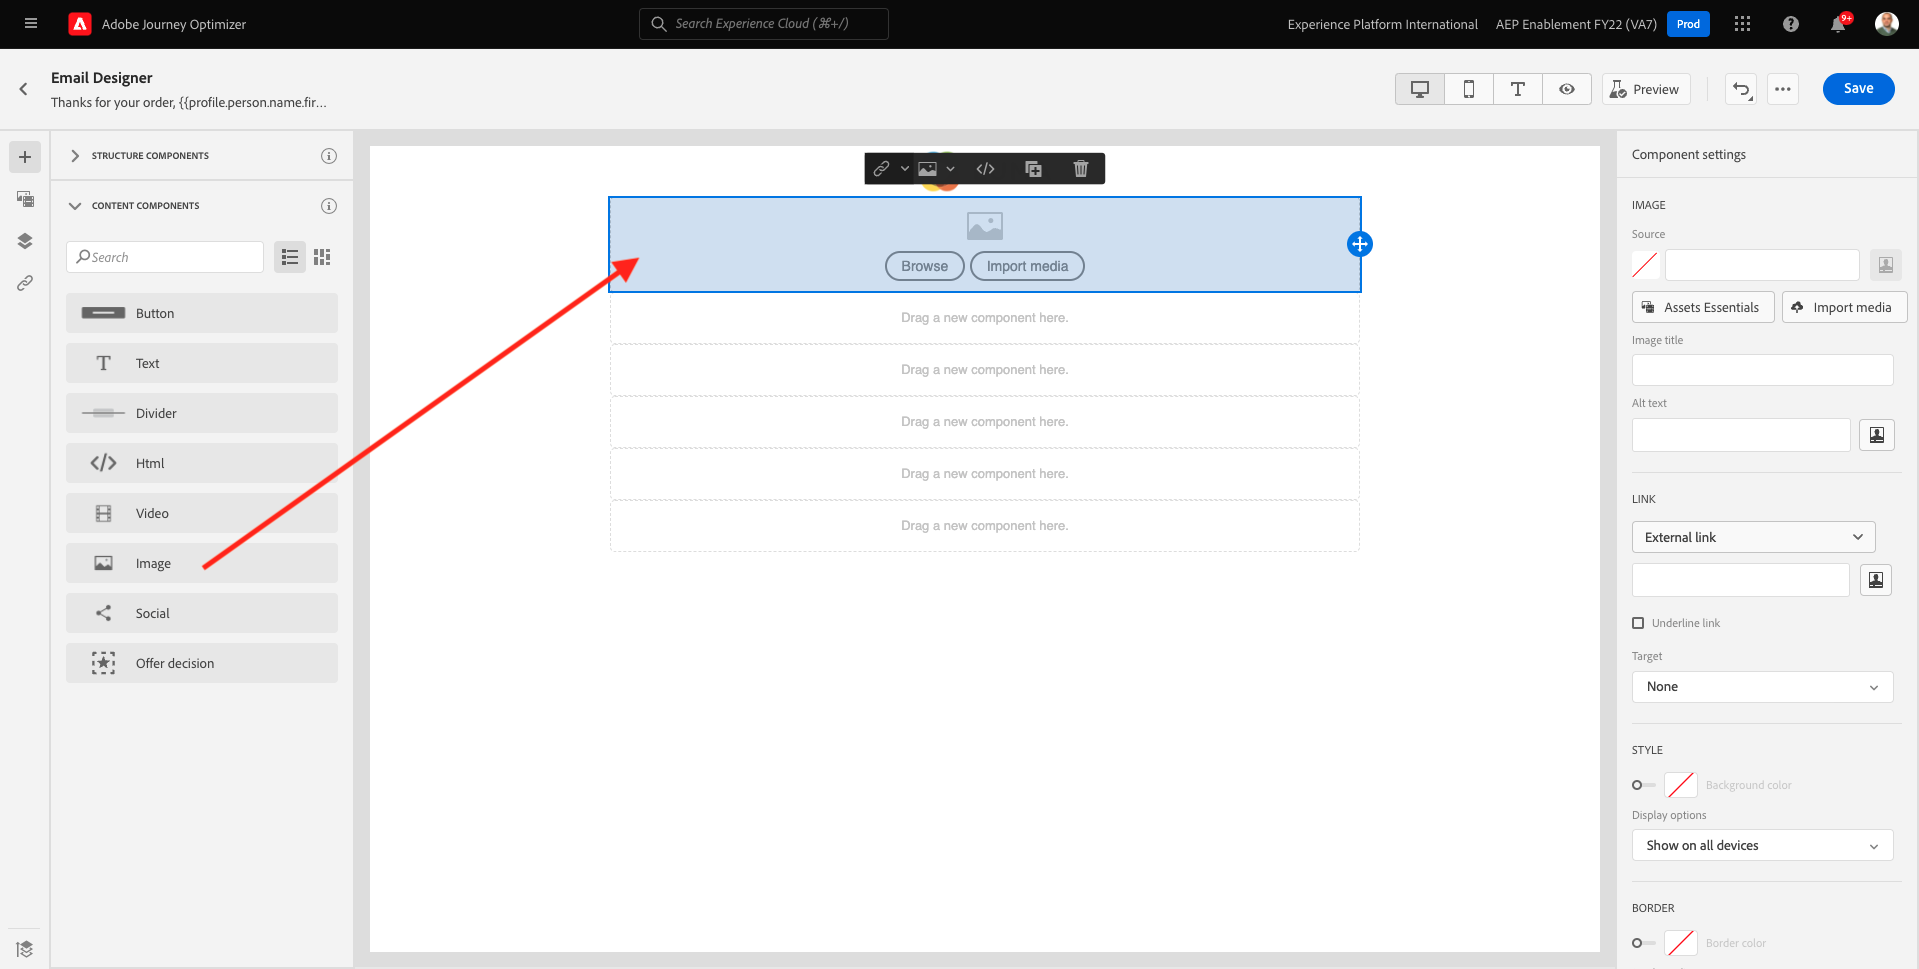 Adobe Journey Optimizer
Search Experience Cloud (⌘+/)
Experience Platform International
AEP Enablement FY22 (VA7)
Prod
9+
Email Designer
Thanks for your order, {{profile.person.name.fir...
Preview
Save
STRUCTURE COMPONENTS
CONTENT COMPONENTS
Search
Button
Text
Divider
Html
Video
Image
Social
Offer decision
Browse
Import media
Drag a new component here.
Drag a new component here.
Drag a new component here.
Drag a new component here.
Drag a new component here.
Component settings
IMAGE
Source
Assets Essentials
Import media
Image title
Alt text
LINK
External link
Underline link
Target
None
STYLE
Background color
Display options
Show on all devices
BORDER
Border color